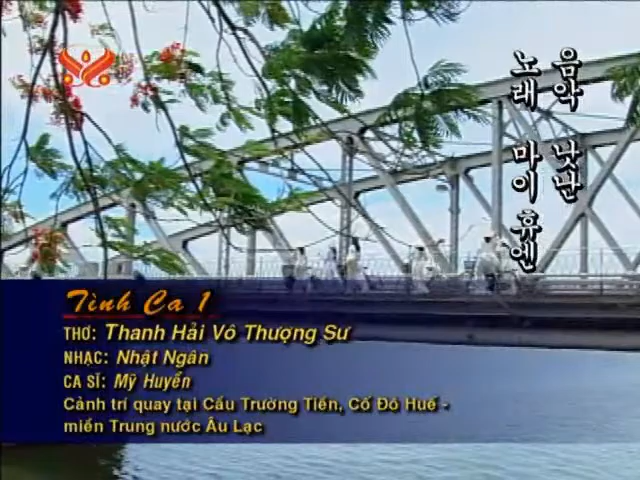 음악 낫난
노래 마이 휴엔
Tình Ca 1
THƠ: Thanh Hải Vô Thượng Sư
NHẠC: Nhật Ngân
CA SĨ: Mỹ Huyền
Cảnh trí quay tại Cầu Trường Tiền, Cố Đô Huế -
miền Trung nước Âu Lạc